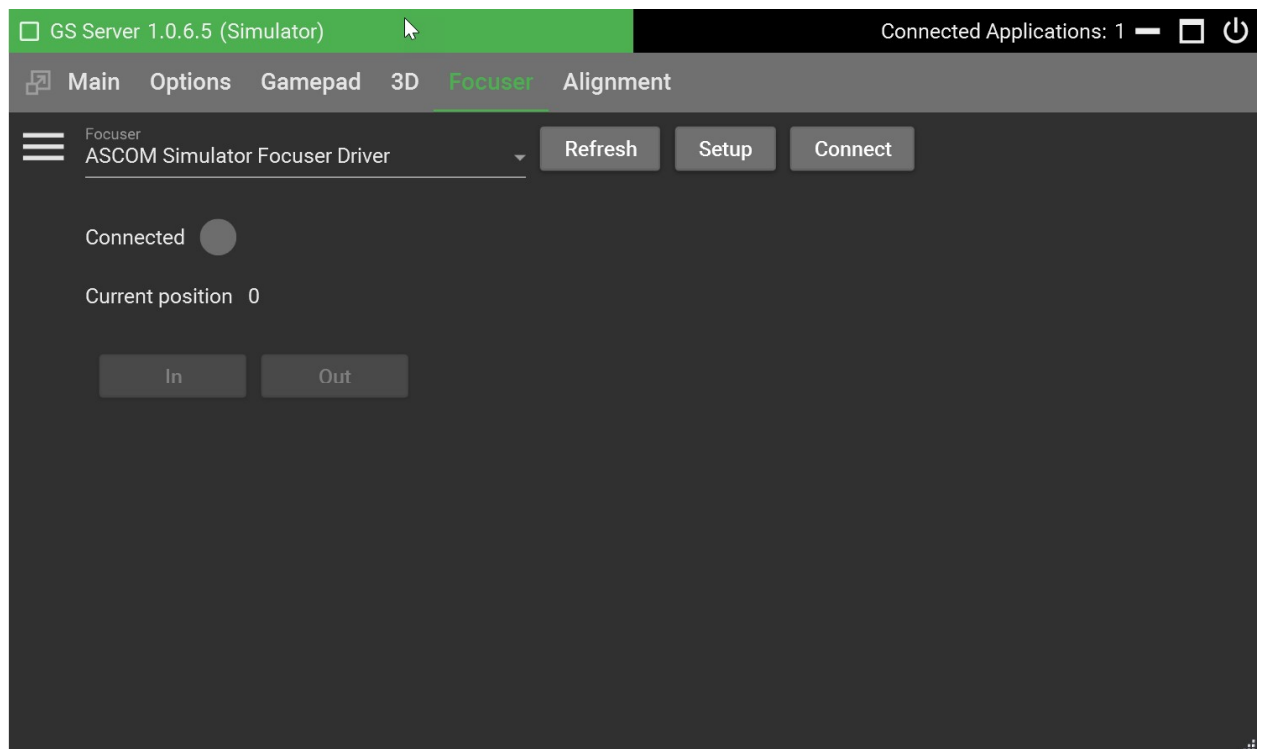 GS Server 1.0.6.5 (Simulator) Connected Applications: 1
Main Options Gamepad 3D Focuser Alignment
Focuser
ASCOM Simulator Focuser Driver Refresh Setup Connect
Connected
Current position 0
In Out